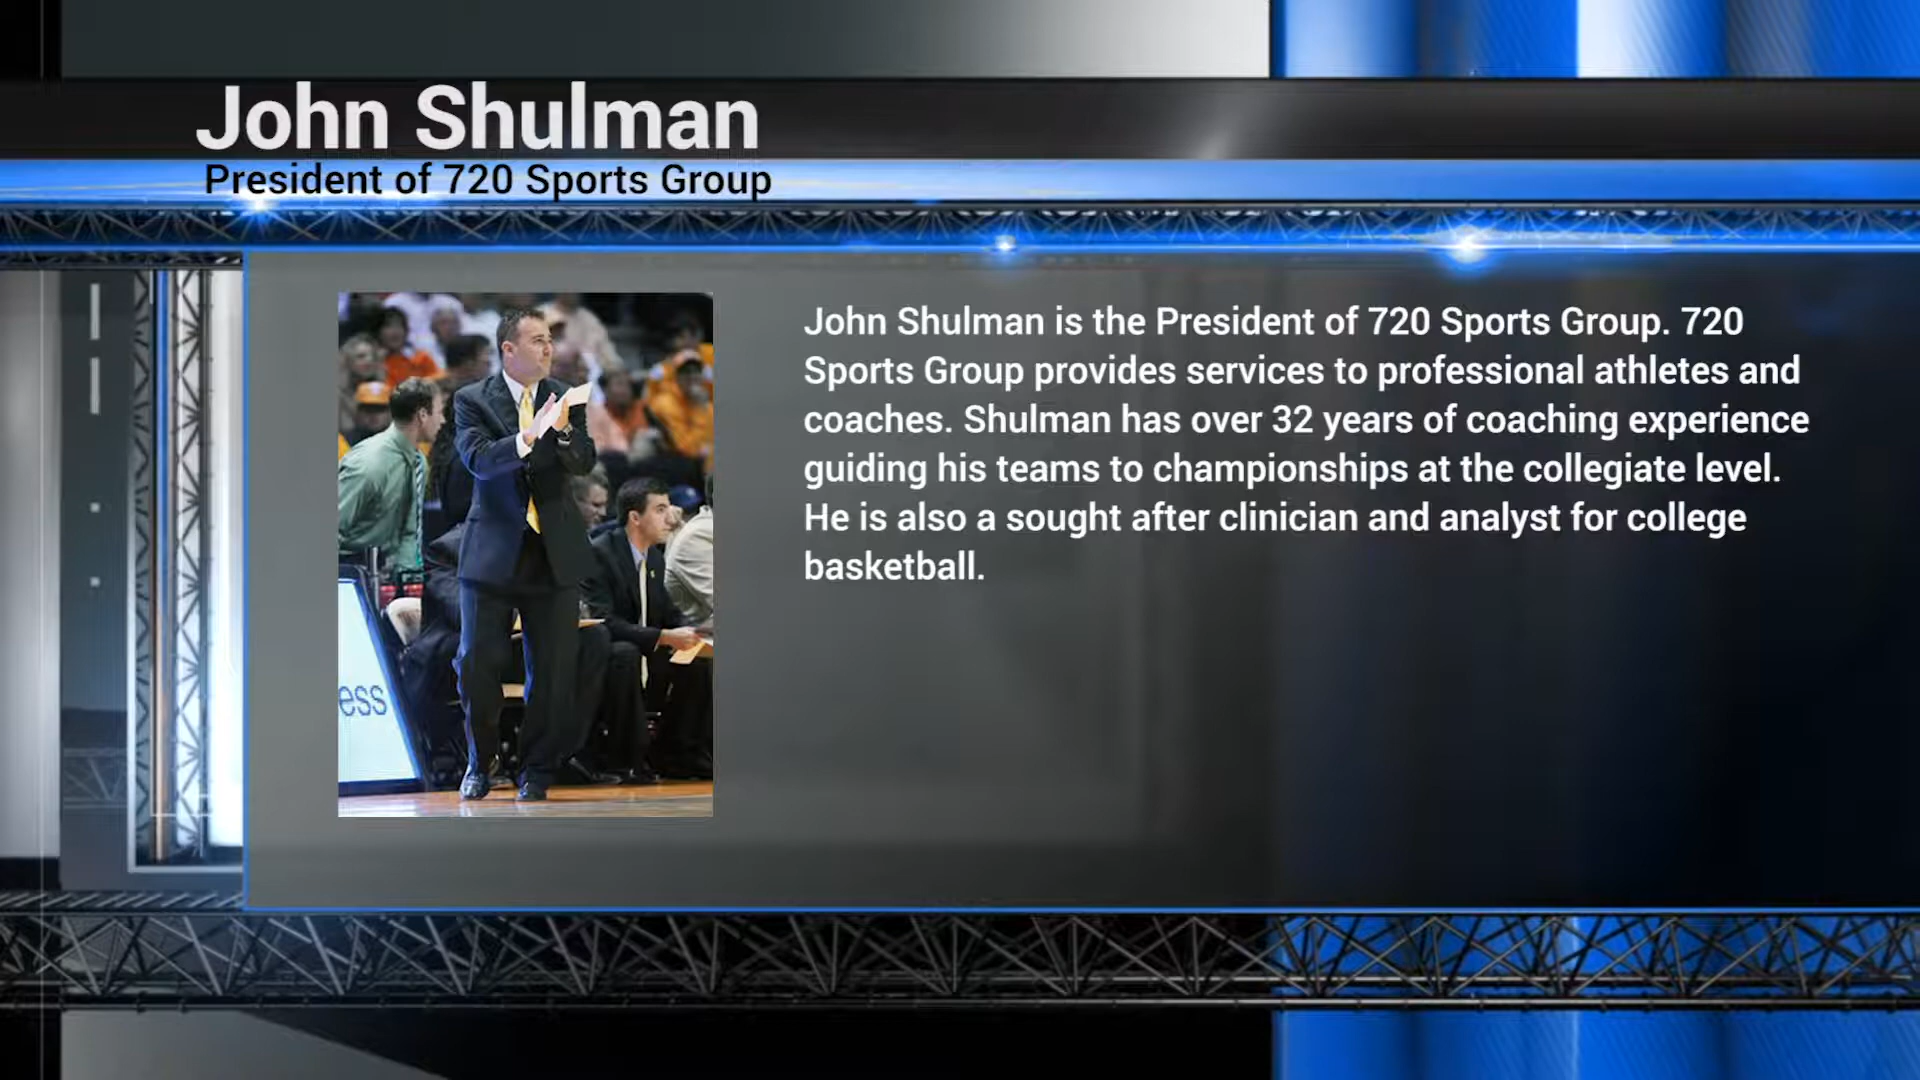 John Shulman
President of 720 Sports Group
John Shulman is the President of 720 Sports Group. 720
Sports Group provides services to professional athletes and
coaches. Shulman has over 32 years of coaching experience
guiding his teams to championships at the collegiate level.
He is also a sought after clinician and analyst for college
basketball.
ess